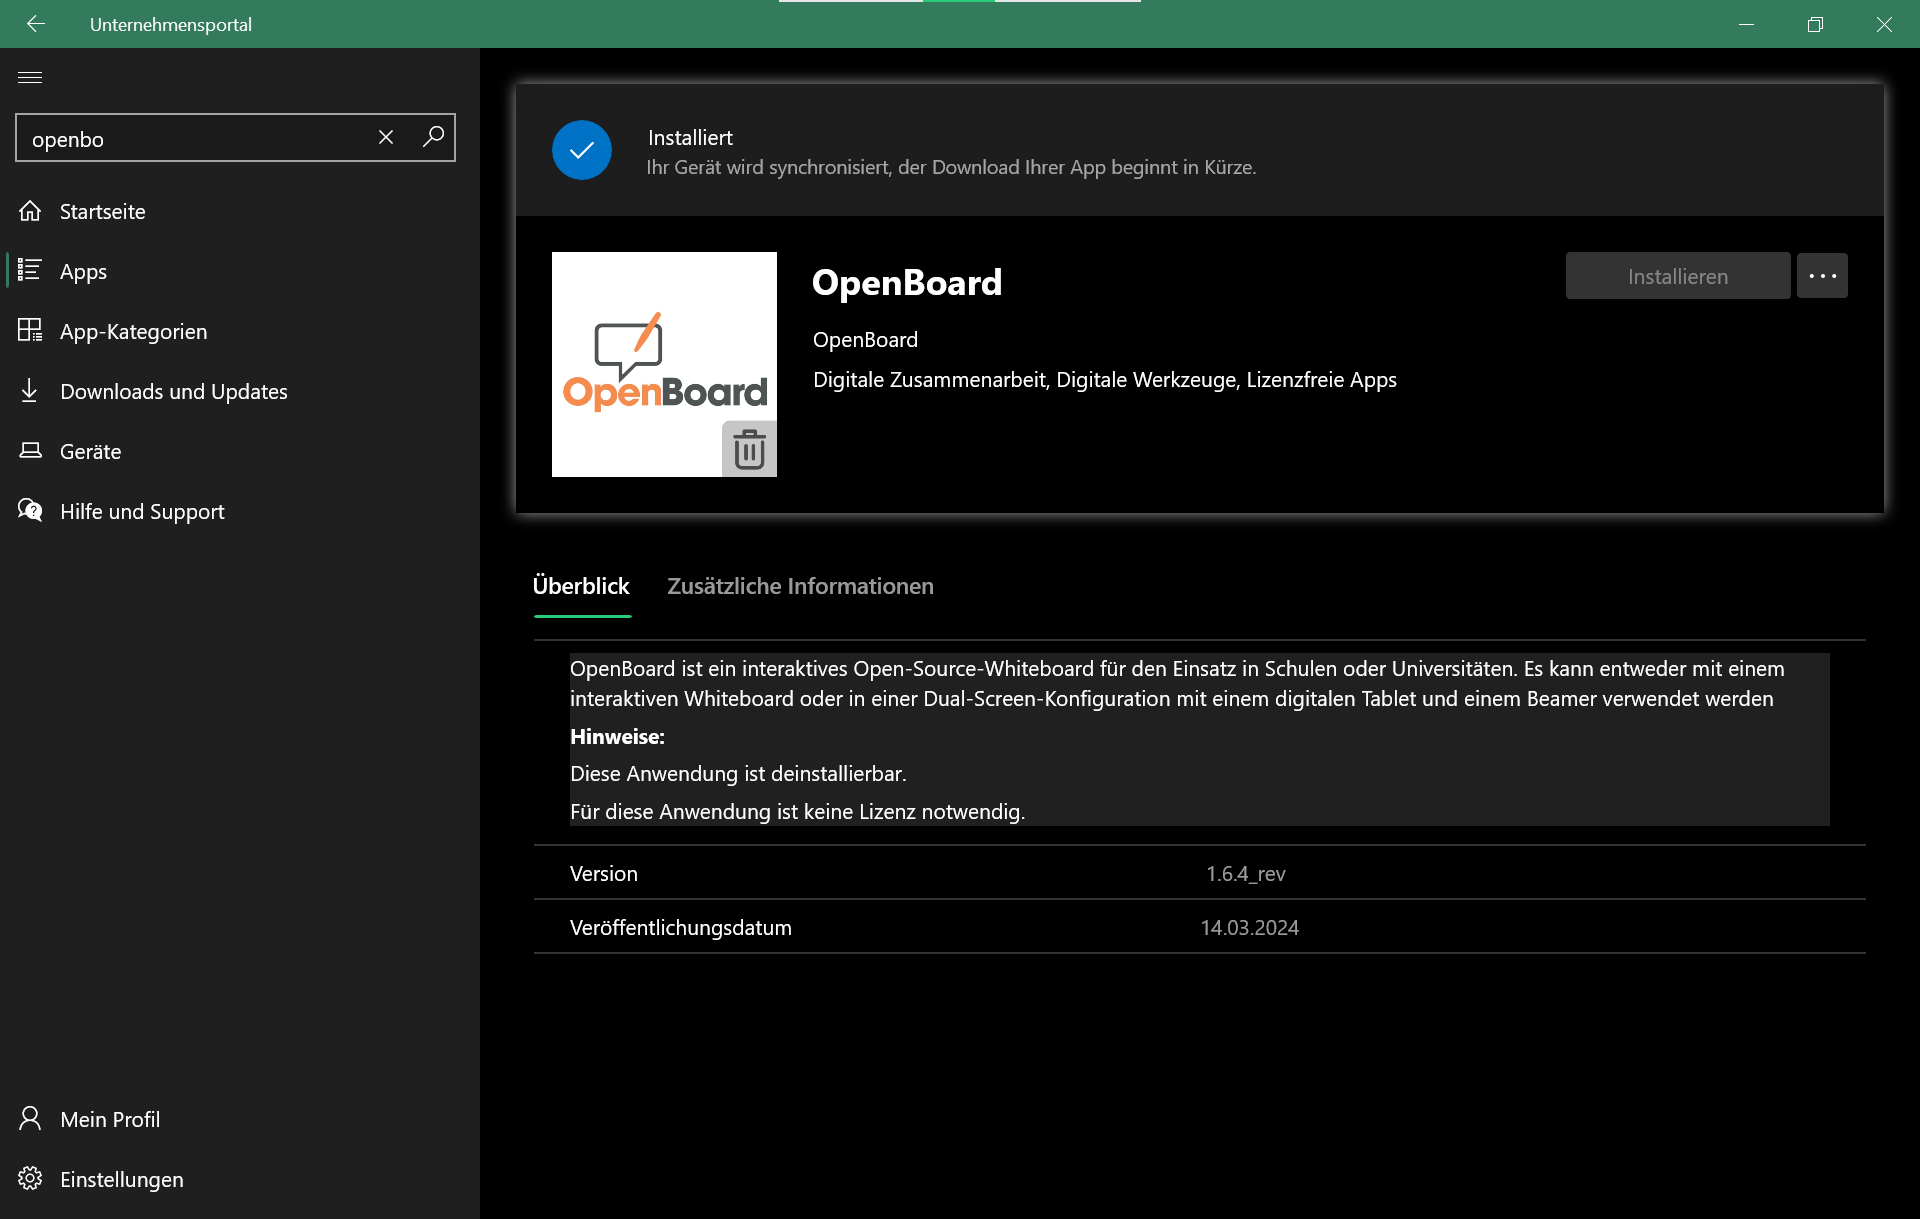 Unternehmensportal
openbo
Startseite
Apps
App-Kategorien
Downloads und Updates
Geräte
Hilfe und Support
Mein Profil
Einstellungen
Installiert
Ihr Gerät wird synchronisiert, der Download Ihrer App beginnt in Kürze.
OpenBoard
OpenBoard
OpenBoard
Digitale Zusammenarbeit, Digitale Werkzeuge, Lizenzfreie Apps
Installieren
Überblick
Zusätzliche Informationen
OpenBoard ist ein interaktives Open-Source-Whiteboard für den Einsatz in Schulen oder Universitäten. Es kann entweder mit einem
interaktiven Whiteboard oder in einer Dual-Screen-Konfiguration mit einem digitalen Tablet und einem Beamer verwendet werden
Hinweise:
Diese Anwendung ist deinstallierbar.
Für diese Anwendung ist keine Lizenz notwendig.
Version 1.6.4_rev
Veröffentlichungsdatum 14.03.2024